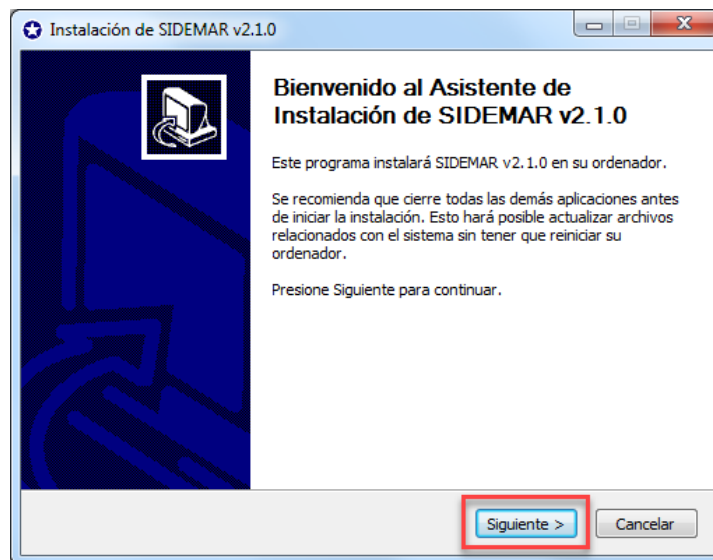 Instalación de SIDEMAR v2.1.0
Bienvenido al Asistente de
Instalación de SIDEMAR v2.1.0
Este programa instalará SIDEMAR v2.1.0 en su ordenador.
Se recomienda que cierre todas las demás aplicaciones antes
de iniciar la instalación. Esto hará posible actualizar archivos
relacionados con el sistema sin tener que reiniciar su
ordenador.
Presione Siguiente para continuar.
Siguiente > Cancelar